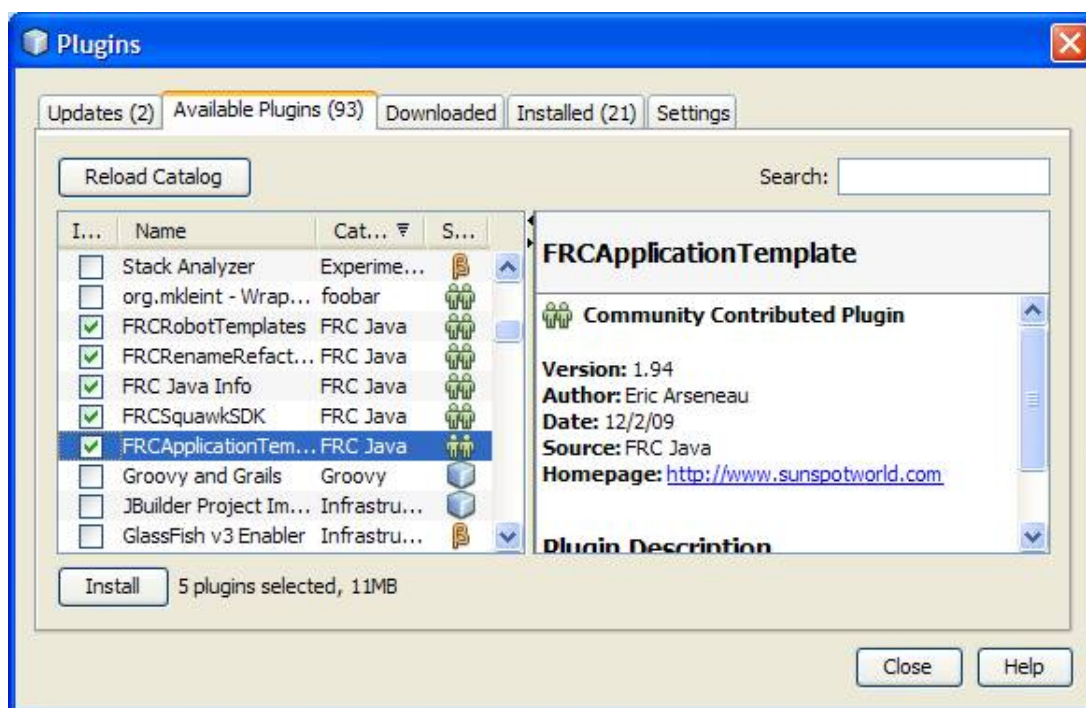 Plugins
Updates (2) Available Plugins (93) Downloaded Installed (21) Settings
Reload Catalog Search:
I... Name Cat... S...
Stack Analyzer Experime...
org.mkleint - Wrap... foobar
FRCRobotTemplates FRC Java
FRCRenameRefact... FRC Java
FRC Java Info FRC Java
FRCSquawkSDK FRC Java
FRCApplicationTem... FRC Java
Groovy and Grails Groovy
JBuilder Project Im... Infrastru...
GlassFish v3 Enabler Infrastru...
FRCApplicationTemplate
Community Contributed Plugin
Version: 1.94
Author: Eric Arseneau
Date: 12/2/09
Source: FRC Java
Homepage: http://www.sunspotworld.com
Plugin Description
Install 5 plugins selected, 11MB
Close Help